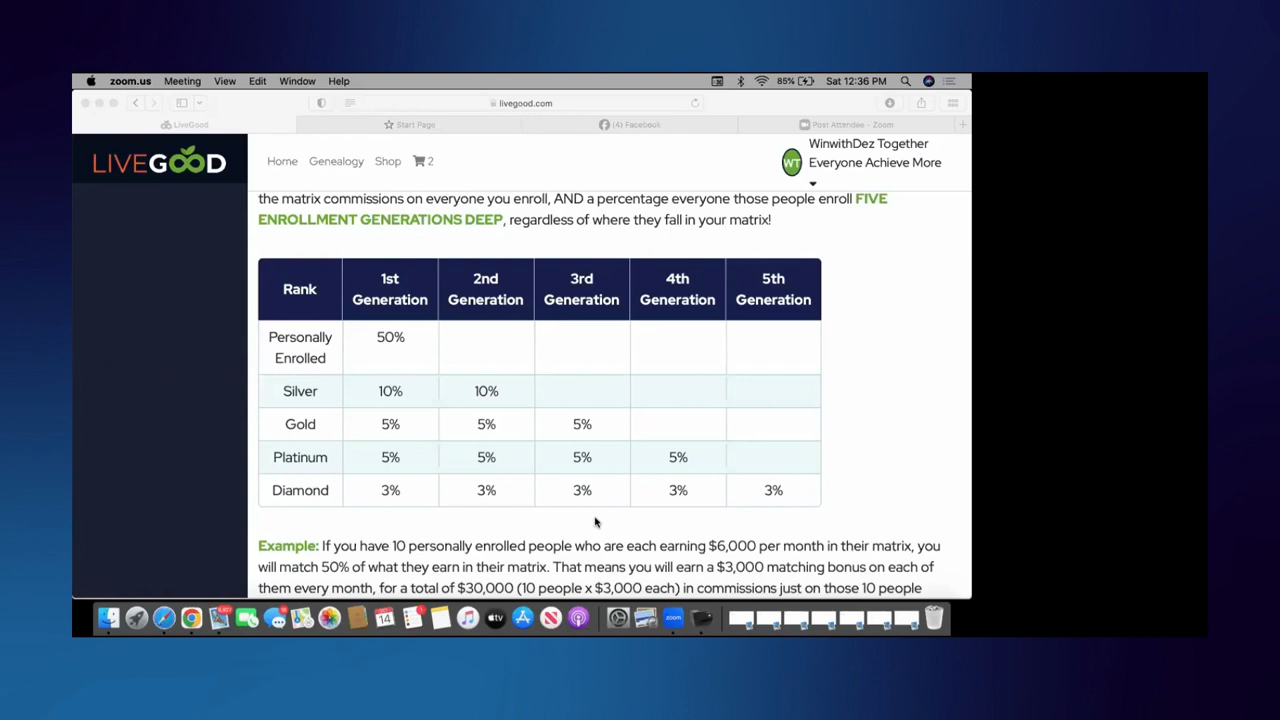 zoom.us Meeting View Edit Window Help 85% Sat 12:36 PM
livegood.com
LiveGood Start Page (4) Facebook Post Attendee - Zoom
LIVEGOOD Home Genealogy Shop 2 WT WinwithDez Together
Everyone Achieve More
the matrix commissions on everyone you enroll, AND a percentage everyone those people enroll FIVE
ENROLLMENT GENERATIONS DEEP, regardless of where they fall in your matrix!
Rank 1st Generation 2nd Generation 3rd Generation 4th Generation 5th Generation
Personally Enrolled 50%
Silver 10% 10%
Gold 5% 5% 5%
Platinum 5% 5% 5% 5%
Diamond 3% 3% 3% 3% 3%
Example: If you have 10 personally enrolled people who are each earning $6,000 per month in their matrix, you
will match 50% of what they earn in their matrix. That means you will earn a $3,000 matching bonus on each of
them every month, for a total of $30,000 (10 people x $3,000 each) in commissions just on those 10 people
14 tv zoom